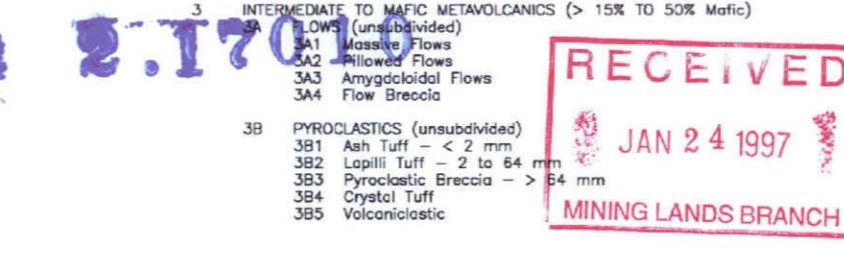 3 INTERMEDIATE TO MAFIC METAVOLCANICS (> 15% TO 50% Mafic)
3A FLOWS (unsubdivided)
3A1 Massive Flows
3A2 Pillowed Flows
3A3 Amygdaloidal Flows
3A4 Flow Breccia
2.17010
3B PYROCLASTICS (unsubdivided)
3B1 Ash Tuff – < 2 mm
3B2 Lapilli Tuff – 2 to 64 mm
3B3 Pyroclastic Breccia – > 64 mm
3B4 Crystal Tuff
3B5 Volcaniclastic
RECEIVED
JAN 24 1997
MINING LANDS BRANCH